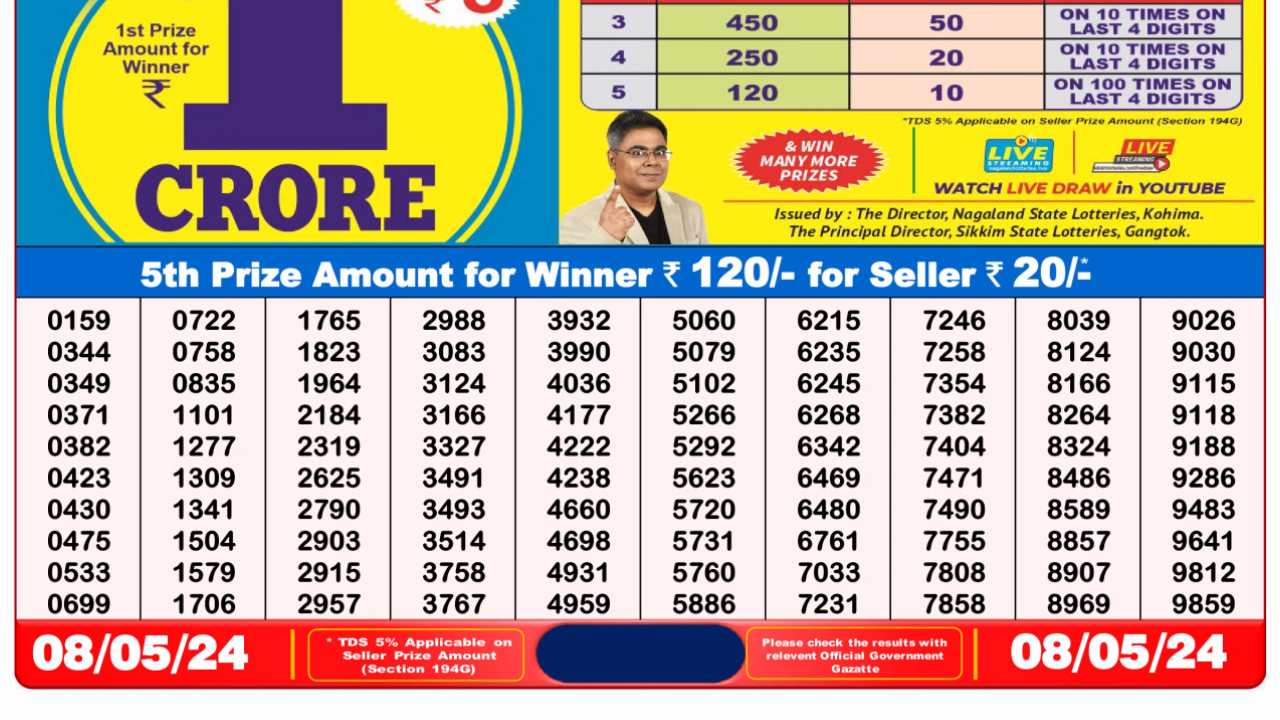 ₹ 6
1
1st Prize
Amount for
Winner
₹
CRORE
3 450 50 ON 10 TIMES ON LAST 4 DIGITS
4 250 20 ON 10 TIMES ON LAST 4 DIGITS
5 120 10 ON 100 TIMES ON LAST 4 DIGITS
*TDS 5% Applicable on Seller Prize Amount (Section 194G)
& WIN
MANY MORE
PRIZES
LIVE
STREAMING
nagalandlotteries.live
LIVE
STREAMING
WATCH LIVE DRAW in YOUTUBE
Issued by : The Director, Nagaland State Lotteries, Kohima.
The Principal Director, Sikkim State Lotteries, Gangtok.
5th Prize Amount for Winner ₹ 120/- for Seller ₹ 20/-*
0159 0722 1765 2988 3932 5060 6215 7246 8039 9026
0344 0758 1823 3083 3990 5079 6235 7258 8124 9030
0349 0835 1964 3124 4036 5102 6245 7354 8166 9115
0371 1101 2184 3166 4177 5266 6268 7382 8264 9118
0382 1277 2319 3327 4222 5292 6342 7404 8324 9188
0423 1309 2625 3491 4238 5623 6469 7471 8486 9286
0430 1341 2790 3493 4660 5720 6480 7490 8589 9483
0475 1504 2903 3514 4698 5731 6761 7755 8857 9641
0533 1579 2915 3758 4931 5760 7033 7808 8907 9812
0699 1706 2957 3767 4959 5886 7231 7858 8969 9859
08/05/24
* TDS 5% Applicable on
Seller Prize Amount
(Section 194G)
Please check the results with
relevent Official Government
Gazatte
08/05/24